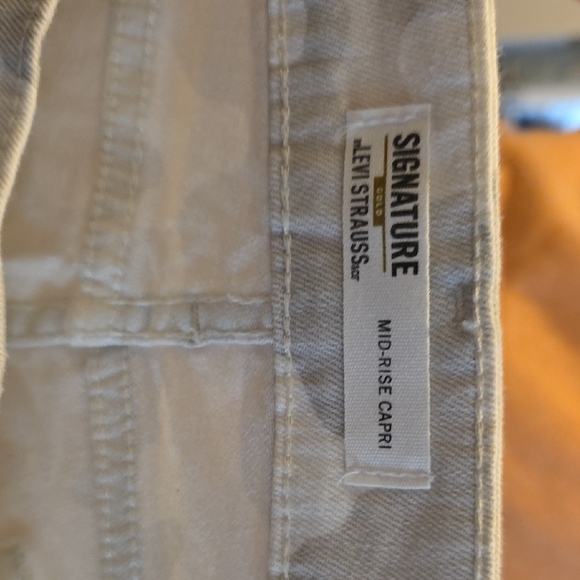 SIGNATURE
GOLD
BY LEVI STRAUSS & CO.
MID-RISE CAPRI